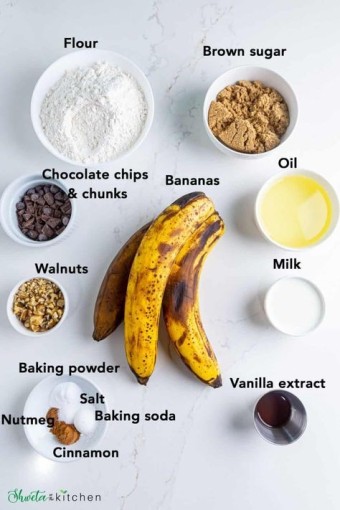 Flour
Brown sugar
Chocolate chips
& chunks
Bananas
Oil
Walnuts
Milk
Baking powder
Salt
Nutmeg
Baking soda
Cinnamon
Vanilla extract
Shweta in the kitchen